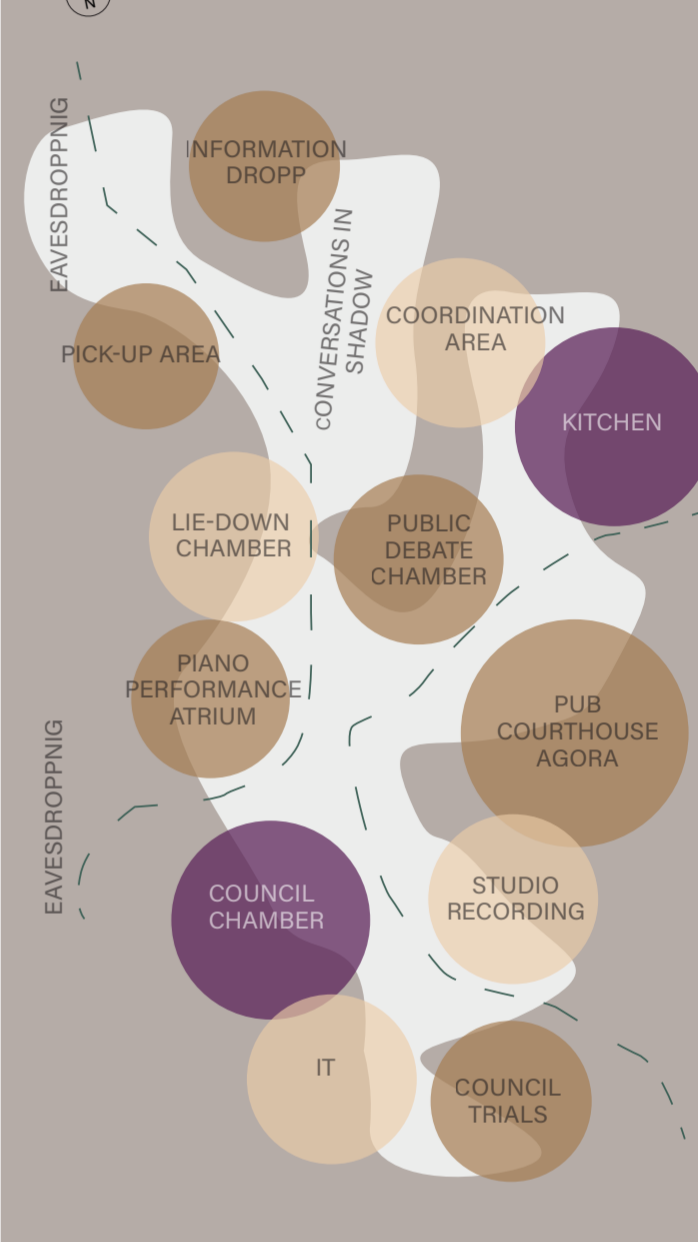 N
EAVESDROPPNIG
INFORMATION
DROPP
CONVERSATIONS IN
SHADOW
COORDINATION
AREA
PICK-UP AREA
KITCHEN
LIE-DOWN
CHAMBER
PUBLIC
DEBATE
CHAMBER
PIANO
PERFORMANCE
ATRIUM
PUB
COURTHOUSE
AGORA
EAVESDROPPNIG
COUNCIL
CHAMBER
STUDIO
RECORDING
IT
COUNCIL
TRIALS